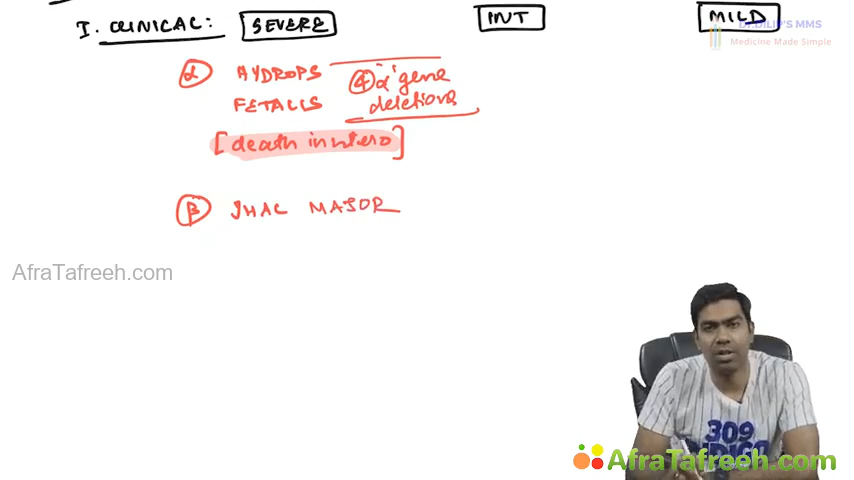 I. CLINICAL: SEVERE INT MILD
DR.DILIP'S MMS
Medicine Made Simple
α HYDROPS
FETALIS
④ 'α' gene
deletions
[death in utero]
β THAL MAJOR
AfraTafreeh.com
309
AfraTafreeh.com